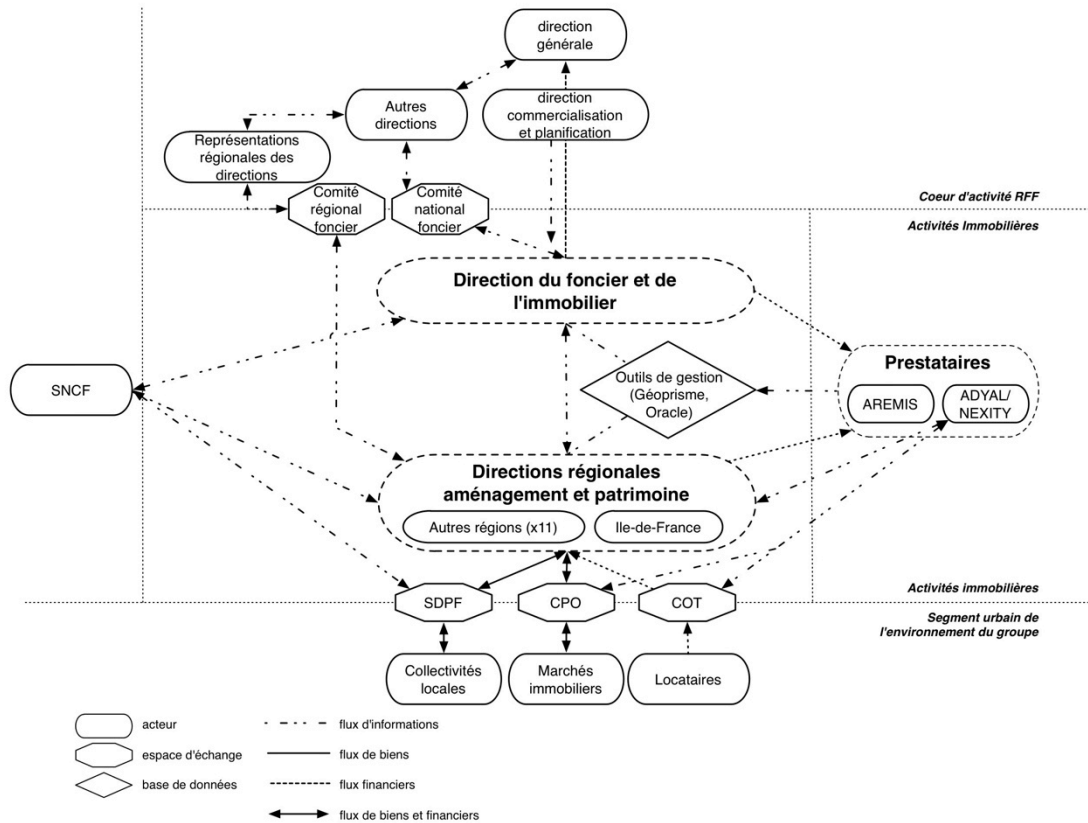 direction
générale
direction
commercialisation
et planification
Autres
directions
Représentations
régionales des
directions
Comité
régional
foncier
Comité
national
foncier
Coeur d'activité RFF
Activités Immobilières
Direction du foncier et de
l'immobilier
SNCF
Outils de gestion
(Géoprisme,
Oracle)
Prestataires
AREMIS
ADYAL/
NEXITY
Directions régionales
aménagement et patrimoine
Autres régions (x11)
Ile-de-France
SDPF
CPO
COT
Activités immobilières
Segment urbain de
l'environement du groupe
Collectivités
locales
Marchés
immobiliers
Locataires
acteur
flux d'informations
espace d'échange
flux de biens
base de données
flux financiers
flux de biens et financiers